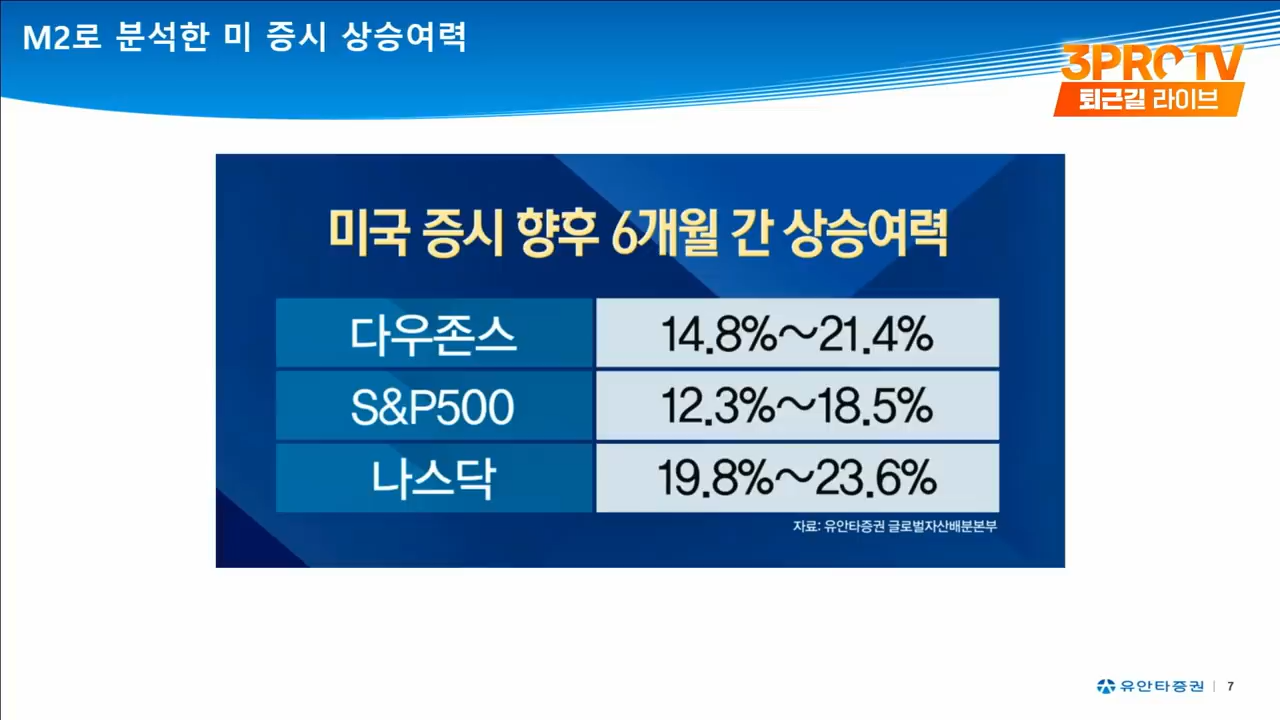 M2로 분석한 미 증시 상승여력
3PROTV
퇴근길 라이브
미국 증시 향후 6개월 간 상승여력
다우존스 14.8%~21.4%
S&P500 12.3%~18.5%
나스닥 19.8%~23.6%
자료: 유안타증권 글로벌자산배분본부
유안타증권 | 7